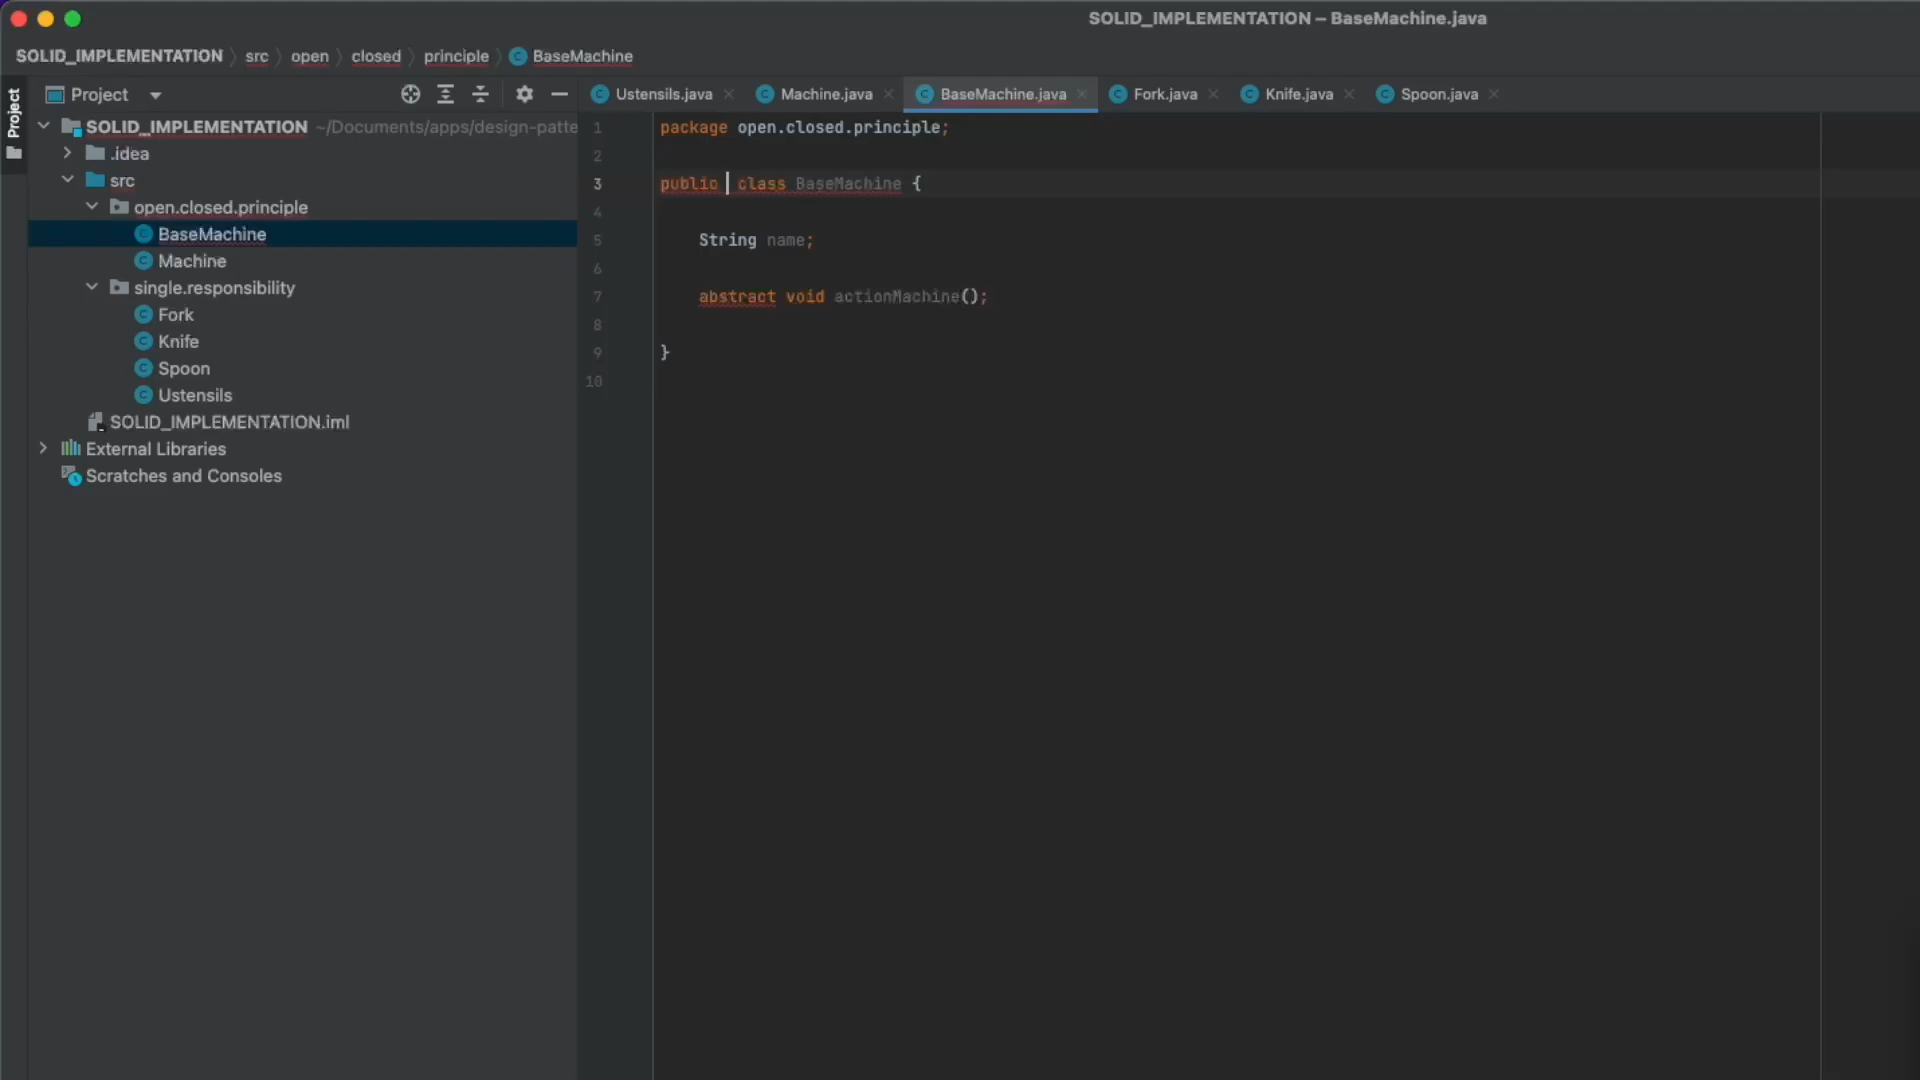 SOLID_IMPLEMENTATION – BaseMachine.java
SOLID_IMPLEMENTATION src open closed principle BaseMachine
Project
Project
Ustensils.java Machine.java BaseMachine.java Fork.java Knife.java Spoon.java
SOLID_IMPLEMENTATION ~/Documents/apps/design-patte
.idea
src
open.closed.principle
BaseMachine
Machine
single.responsibility
Fork
Knife
Spoon
Ustensils
SOLID_IMPLEMENTATION.iml
External Libraries
Scratches and Consoles
1 package open.closed.principle;
2
3 public class BaseMachine {
4
5 String name;
6
7 abstract void actionMachine();
8
9 }
10